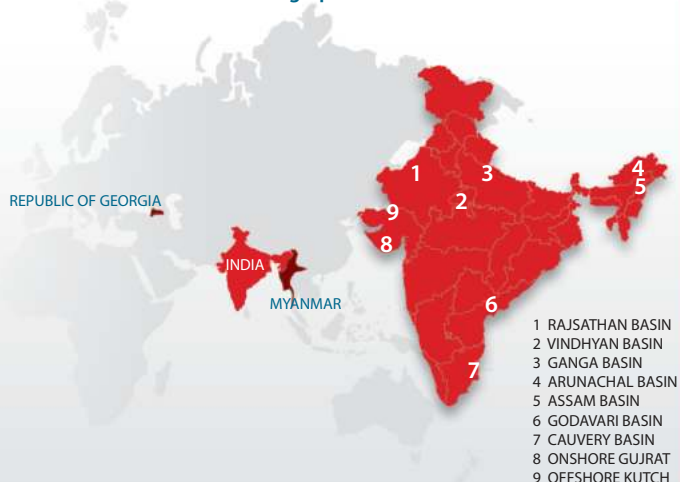 REPUBLIC OF GEORGIA
INDIA
MYANMAR
1
2
3
4
5
6
7
8
9
1 RAJSATHAN BASIN
2 VINDHYAN BASIN
3 GANGA BASIN
4 ARUNACHAL BASIN
5 ASSAM BASIN
6 GODAVARI BASIN
7 CAUVERY BASIN
8 ONSHORE GUJRAT
9 OFFSHORE KUTCH